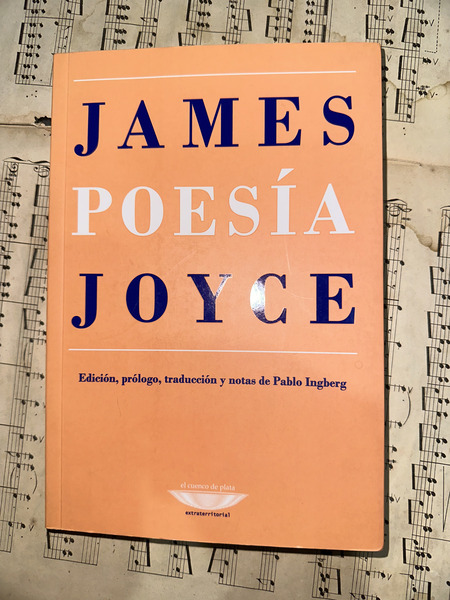 JAMES
POESÍA
JOYCE
Edición, prólogo, traducción y notas de Pablo Ingberg
el cuenco de plata
extraterritorial